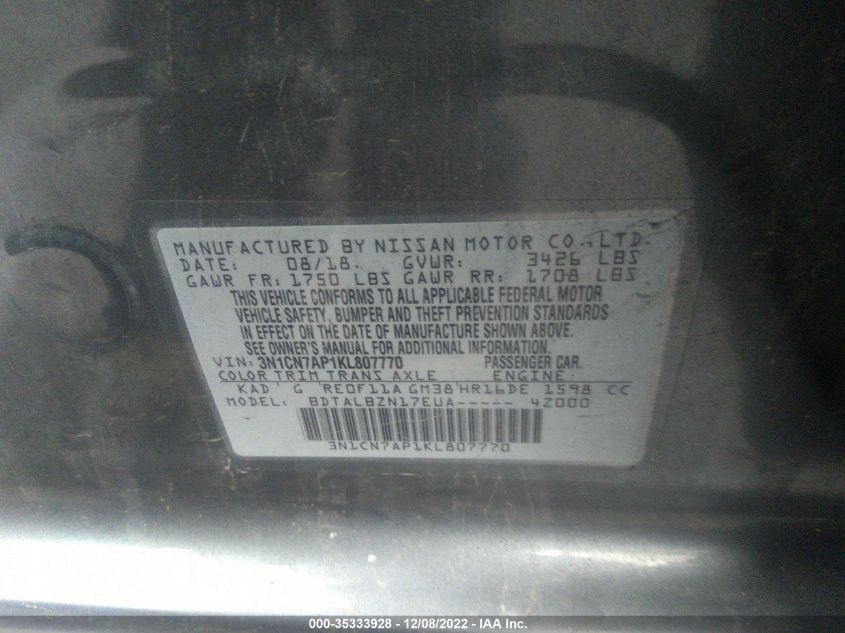 MANUFACTURED BY NISSAN MOTOR CO.,LTD.
DATE: 08/18. GVWR: 3426 LBS
GAWR FR: 1750 LBS GAWR RR: 1708 LBS
THIS VEHICLE CONFORMS TO ALL APPLICABLE FEDERAL MOTOR
VEHICLE SAFETY, BUMPER AND THEFT PREVENTION STANDARDS
IN EFFECT ON THE DATE OF MANUFACTURE SHOWN ABOVE.
SEE OWNER'S MANUAL FOR ADDITIONAL INFORMATION.
VIN: 3N1CN7AP1KL807770 PASSENGER CAR.
COLOR TRIM TRANS AXLE ENGINE
KAD G RE0F11A GM38 HR16DE 1598 CC
MODEL: BDTALBZN17EUA----- 4Z000
3N1CN7AP1KL807770
000-35333928 - 12/08/2022 - IAA Inc.